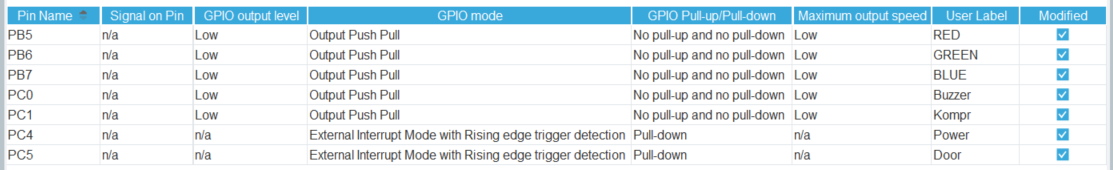 Pin Name Signal on Pin GPIO output level GPIO mode GPIO Pull-up/Pull-down Maximum output speed User Label Modified
PB5 n/a Low Output Push Pull No pull-up and no pull-down Low RED
PB6 n/a Low Output Push Pull No pull-up and no pull-down Low GREEN
PB7 n/a Low Output Push Pull No pull-up and no pull-down Low BLUE
PC0 n/a Low Output Push Pull No pull-up and no pull-down Low Buzzer
PC1 n/a Low Output Push Pull No pull-up and no pull-down Low Kompr
PC4 n/a n/a External Interrupt Mode with Rising edge trigger detection Pull-down n/a Power
PC5 n/a n/a External Interrupt Mode with Rising edge trigger detection Pull-down n/a Door